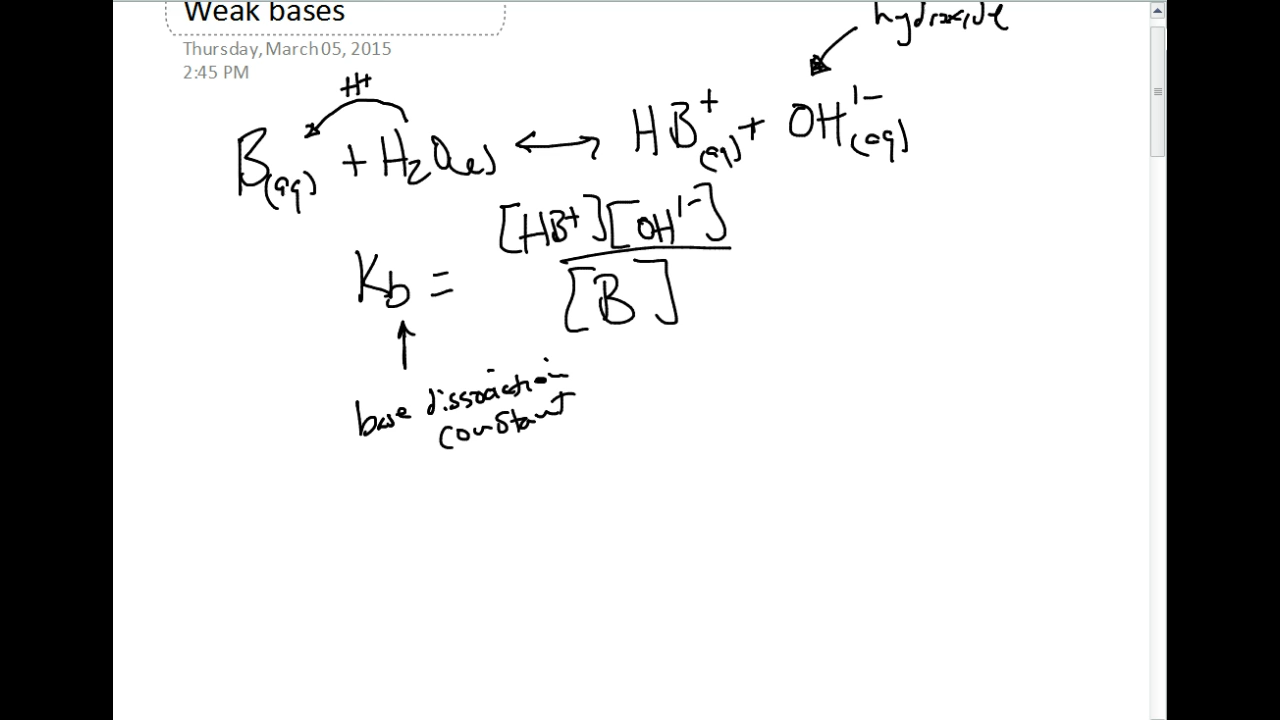 Weak bases
hydroxide
Thursday, March 05, 2015
2:45 PM
H+
B(aq) + H₂O(l) ↔ HB⁺(aq) + OH¹⁻(aq)
Kb = [HB+][OH¹⁻] / [B]
base dissociation
constant